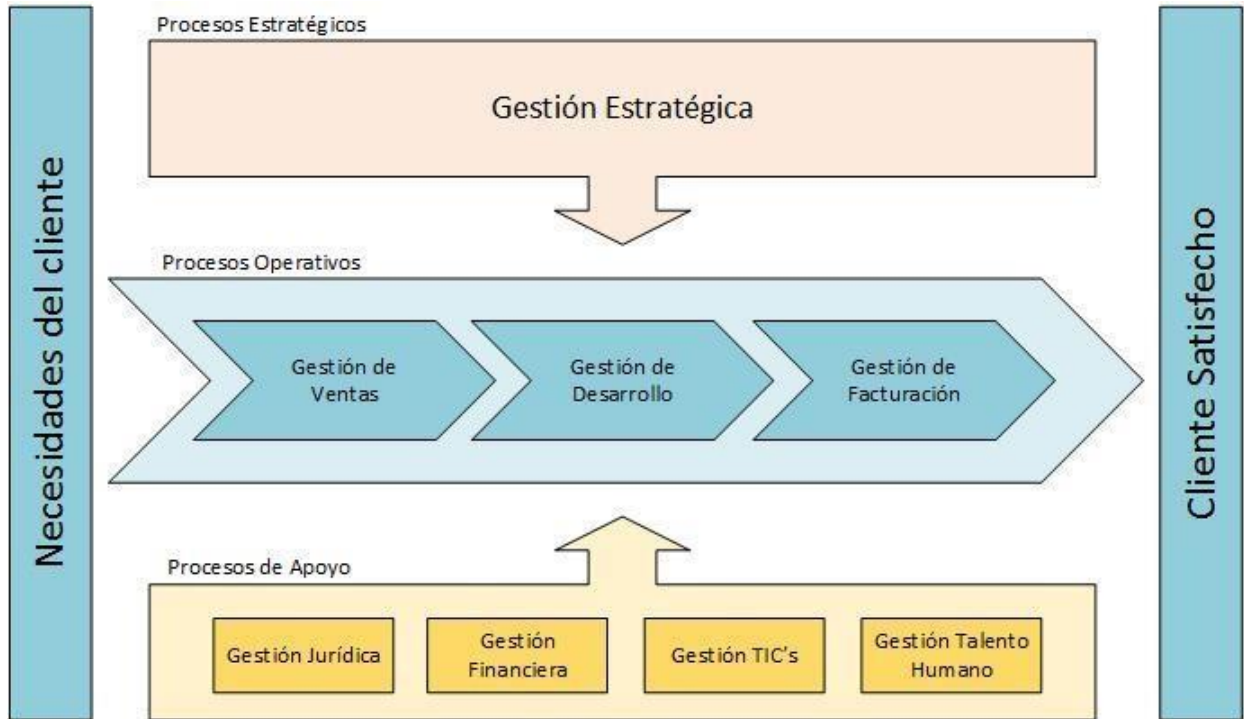 Necesidades del cliente
Procesos Estratégicos
Gestión Estratégica
Procesos Operativos
Gestión de
Ventas
Gestión de
Desarrollo
Gestión de
Facturación
Procesos de Apoyo
Gestión Jurídica
Gestión
Financiera
Gestión TIC's
Gestión Talento
Humano
Cliente Satisfecho